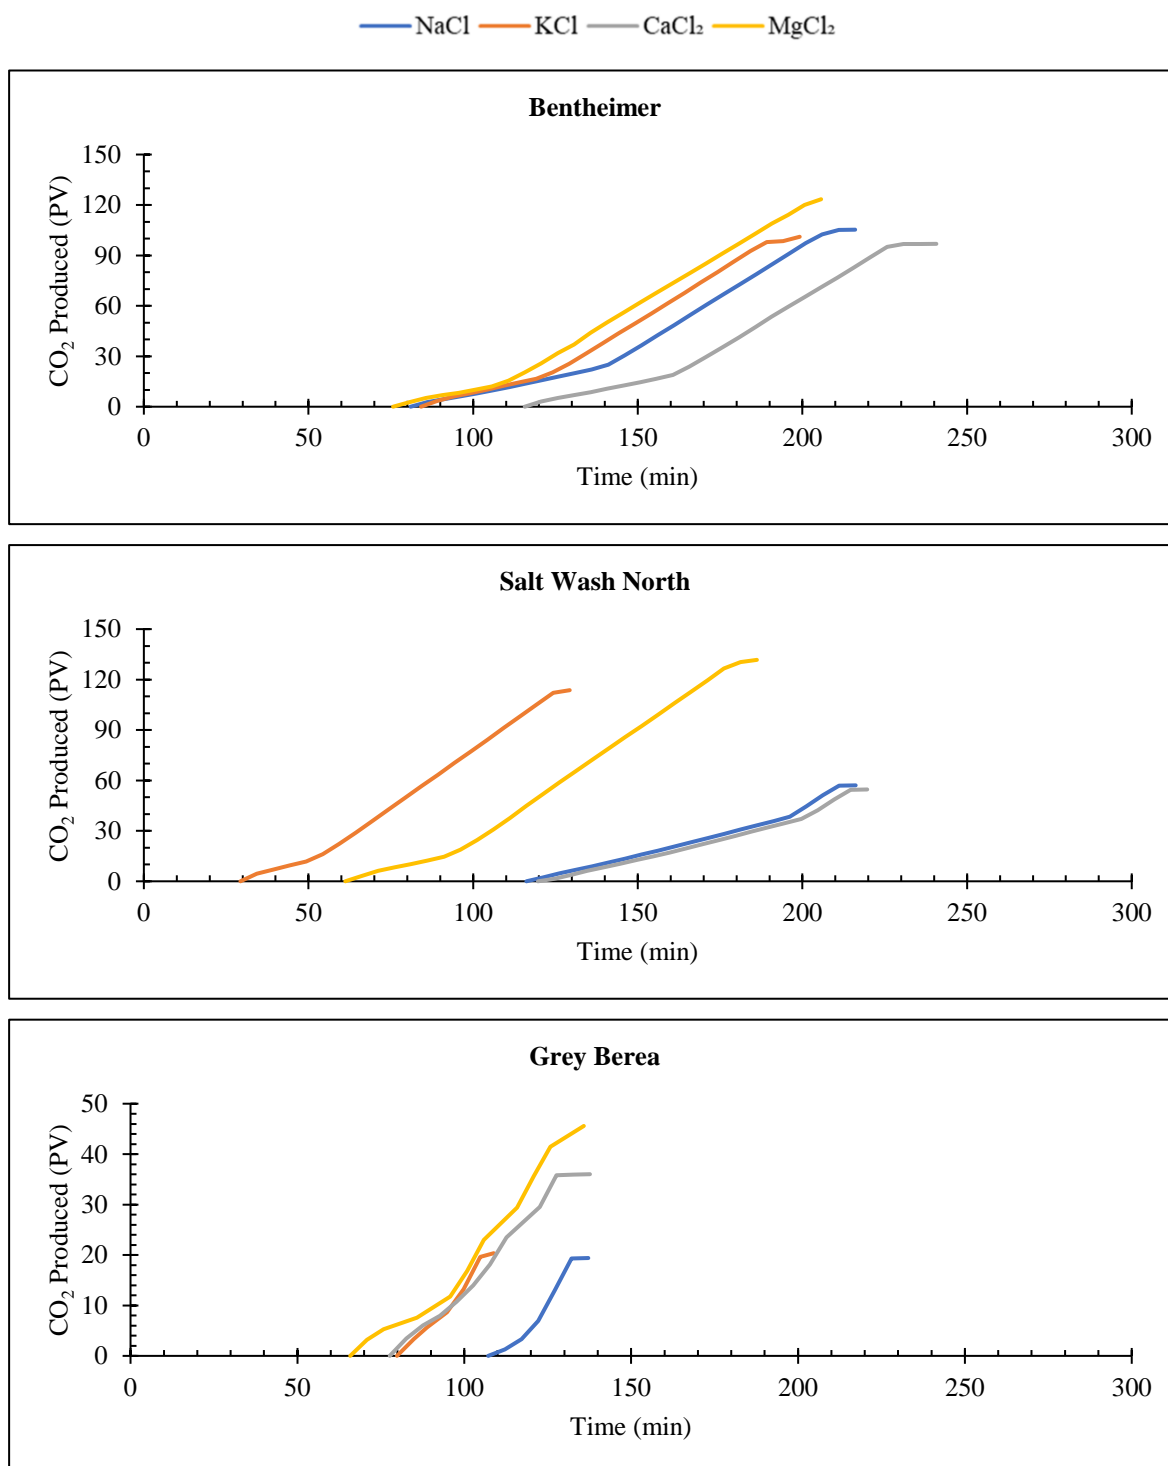 NaCl KCl CaCl₂ MgCl₂
Bentheimer
CO₂ Produced (PV)
150
120
90
60
30
0
0 50 100 150 200 250 300
Time (min)
Salt Wash North
CO₂ Produced (PV)
150
120
90
60
30
0
0 50 100 150 200 250 300
Time (min)
Grey Berea
CO₂ Produced (PV)
50
40
30
20
10
0
0 50 100 150 200 250 300
Time (min)